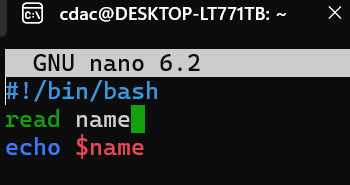 C:\ cdac@DESKTOP-LT771TB: ~
GNU nano 6.2
#!/bin/bash
read name
echo $name